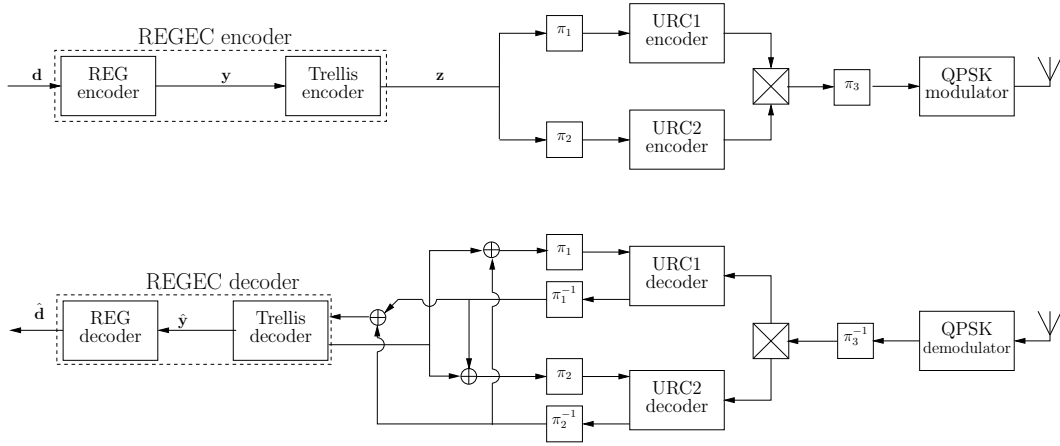 REGEC encoder
d
REG
encoder
y
Trellis
encoder
z
π₁
URC1
encoder
π₂
URC2
encoder
π₃
QPSK
modulator
REGEC decoder
d̂
REG
decoder
ŷ
Trellis
decoder
π₁
π₁⁻¹
URC1
decoder
π₂
π₂⁻¹
URC2
decoder
π₃⁻¹
QPSK
demodulator